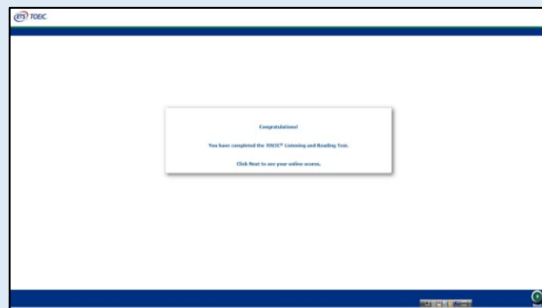 ETS TOEIC
Congratulations!
You have completed the TOEIC® Listening and Reading Test.
Click Next to see your online scores.